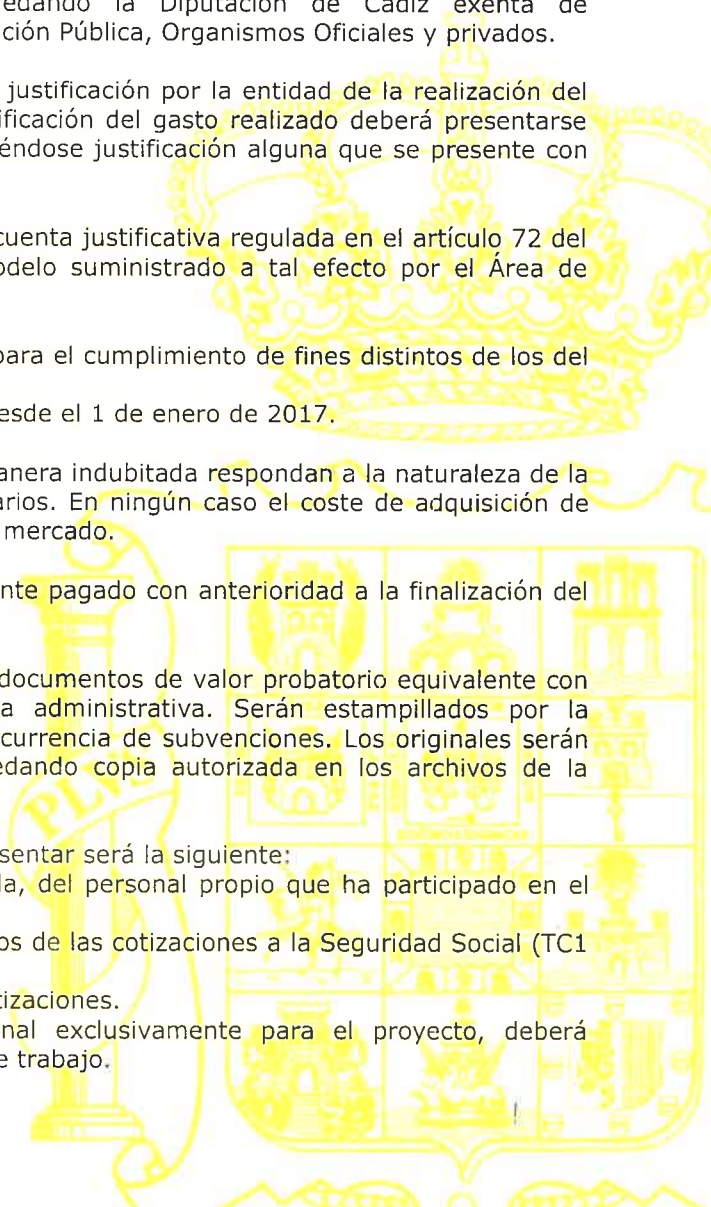 edando la Diputación de Cádiz exenta de
ción Pública, Organismos Oficiales y privados.
justificación por la entidad de la realización del
ificación del gasto realizado deberá presentarse
éndose justificación alguna que se presente con
cuenta justificativa regulada en el artículo 72 del
odelo suministrado a tal efecto por el Área de
para el cumplimiento de fines distintos de los del
esde el 1 de enero de 2017.
anera indubitada respondan a la naturaleza de la
arios. En ningún caso el coste de adquisición de
mercado.
nte pagado con anterioridad a la finalización del
documentos de valor probatorio equivalente con
a administrativa. Serán estampillados por la
currencia de subvenciones. Los originales serán
edando copia autorizada en los archivos de la
PLVS
sentar será la siguiente:
la, del personal propio que ha participado en el
os de las cotizaciones a la Seguridad Social (TC1
tizaciones.
nal exclusivamente para el proyecto, deberá
e trabajo.